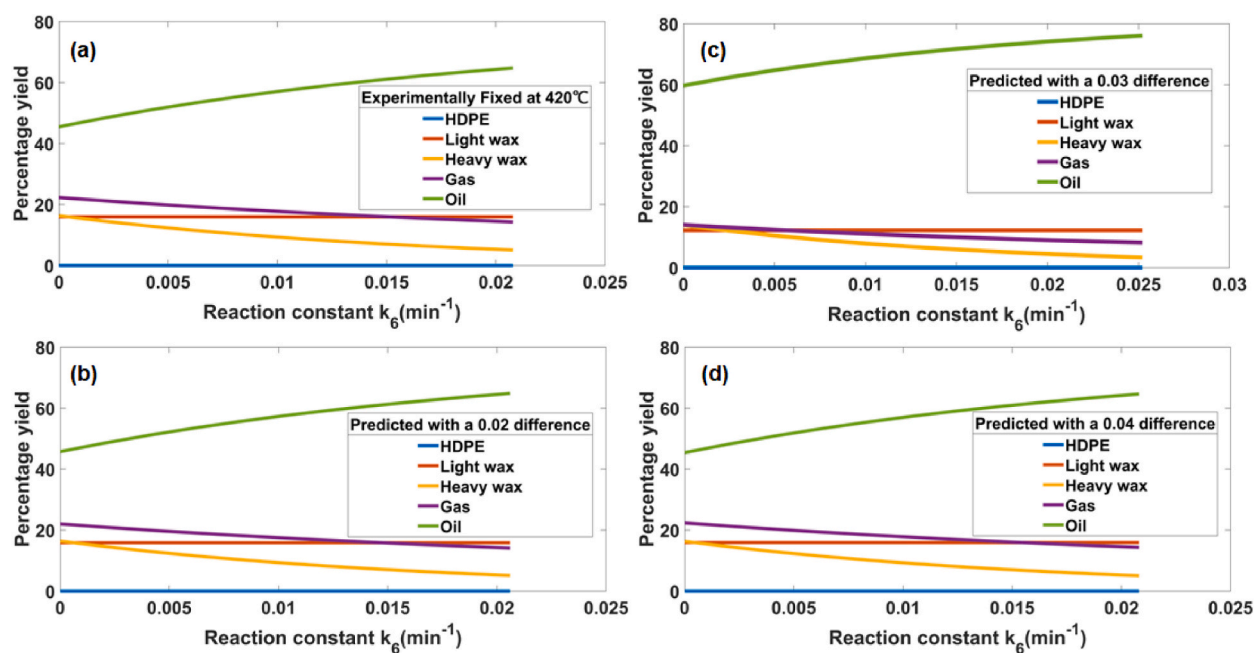 (a)
Percentage yield
80
60
40
20
0
Experimentally Fixed at 420℃
HDPE
Light wax
Heavy wax
Gas
Oil
0 0.005 0.01 0.015 0.02 0.025
Reaction constant k6(min-1)
(c)
Percentage yield
80
60
40
20
0
Predicted with a 0.03 difference
HDPE
Light wax
Heavy wax
Gas
Oil
0 0.005 0.01 0.015 0.02 0.025 0.03
Reaction constant k6(min-1)
(b)
Percentage yield
80
60
40
20
0
Predicted with a 0.02 difference
HDPE
Light wax
Heavy wax
Gas
Oil
0 0.005 0.01 0.015 0.02 0.025
Reaction constant k6(min-1)
(d)
Percentage yield
80
60
40
20
0
Predicted with a 0.04 difference
HDPE
Light wax
Heavy wax
Gas
Oil
0 0.005 0.01 0.015 0.02 0.025
Reaction constant k6(min-1)